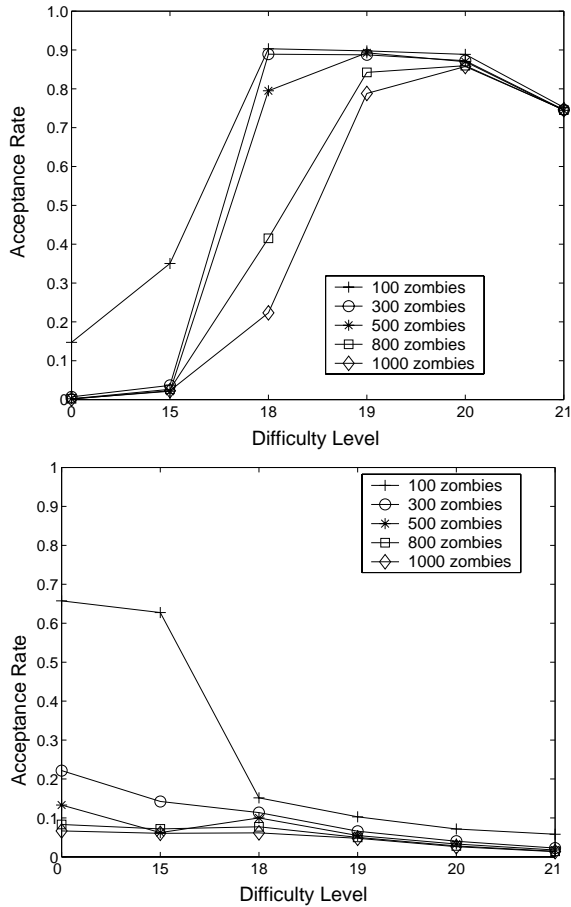 1.0
0.9
0.8
0.7
0.6
0.5
0.4
0.3
0.2
0.1
0
Acceptance Rate
100 zombies
300 zombies
500 zombies
800 zombies
1000 zombies
0 15 18 19 20 21
Difficulty Level
1
0.9
0.8
0.7
0.6
0.5
0.4
0.3
0.2
0.1
0
Acceptance Rate
100 zombies
300 zombies
500 zombies
800 zombies
1000 zombies
0 15 18 19 20 21
Difficulty Level